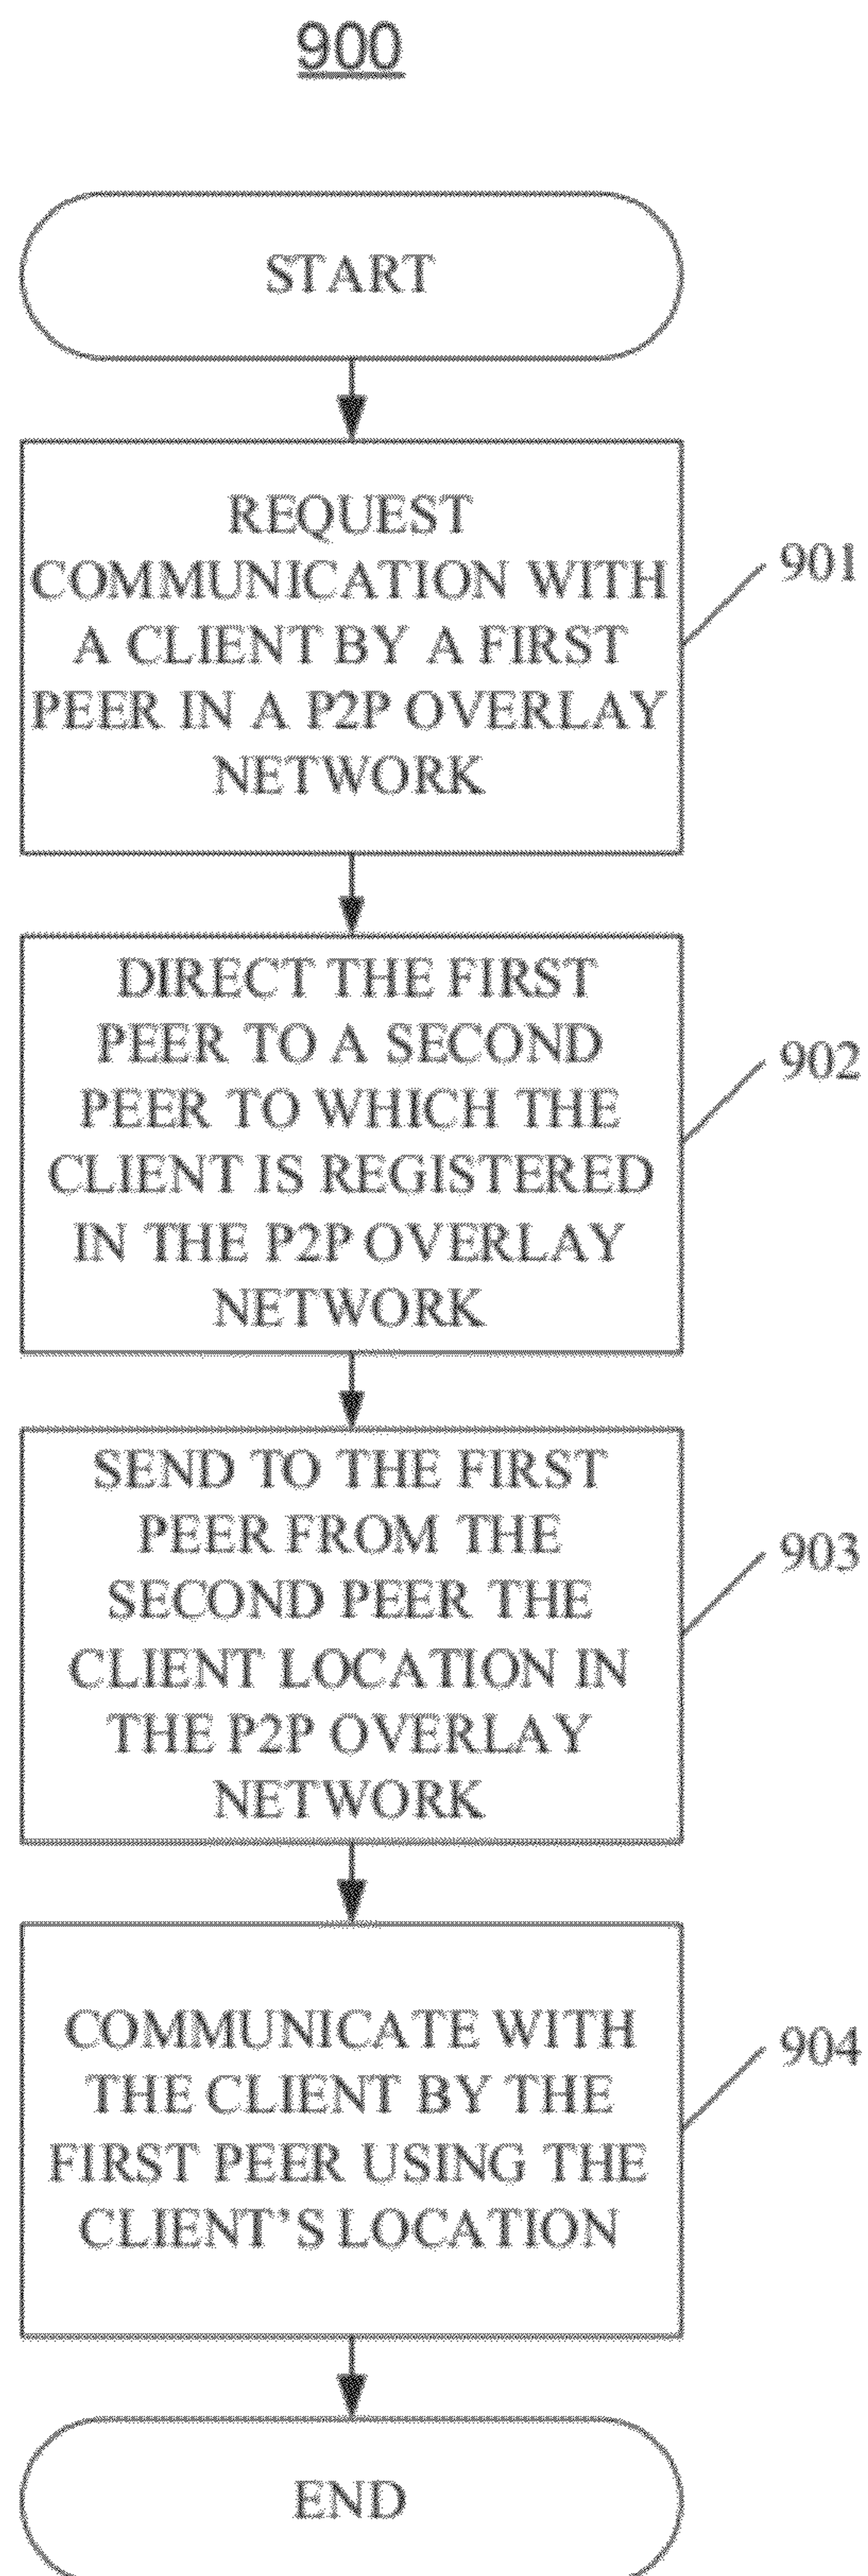 900
START
REQUEST
COMMUNICATION WITH
A CLIENT BY A FIRST
PEER IN A P2P OVERLAY
NETWORK
901
DIRECT THE FIRST
PEER TO A SECOND
PEER TO WHICH THE
CLIENT IS REGISTERED
IN THE P2P OVERLAY
NETWORK
902
SEND TO THE FIRST
PEER FROM THE
SECOND PEER THE
CLIENT LOCATION IN
THE P2P OVERLAY
NETWORK
903
COMMUNICATE WITH
THE CLIENT BY THE
FIRST PEER USING THE
CLIENT'S LOCATION
904
END